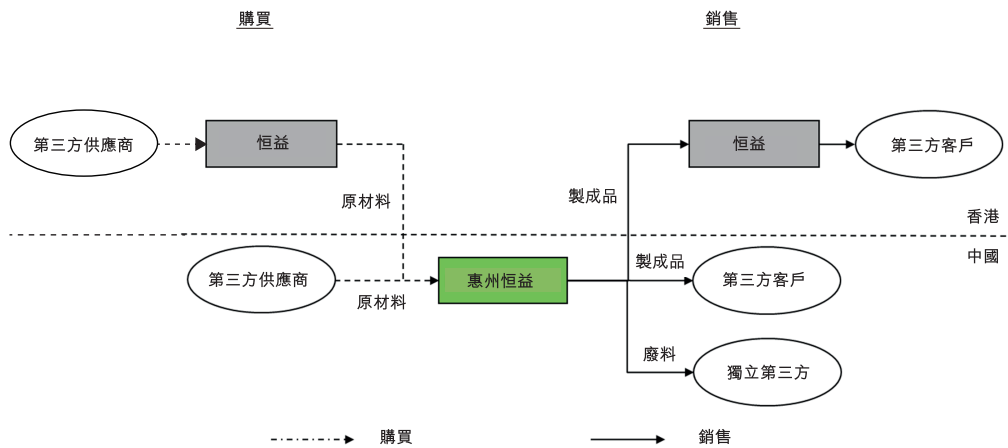 購買
銷售
第三方供應商
恒益
恒益
第三方客戶
原材料
製成品
香港
中國
第三方供應商
原材料
惠州恒益
製成品
第三方客戶
廢料
獨立第三方
購買
銷售